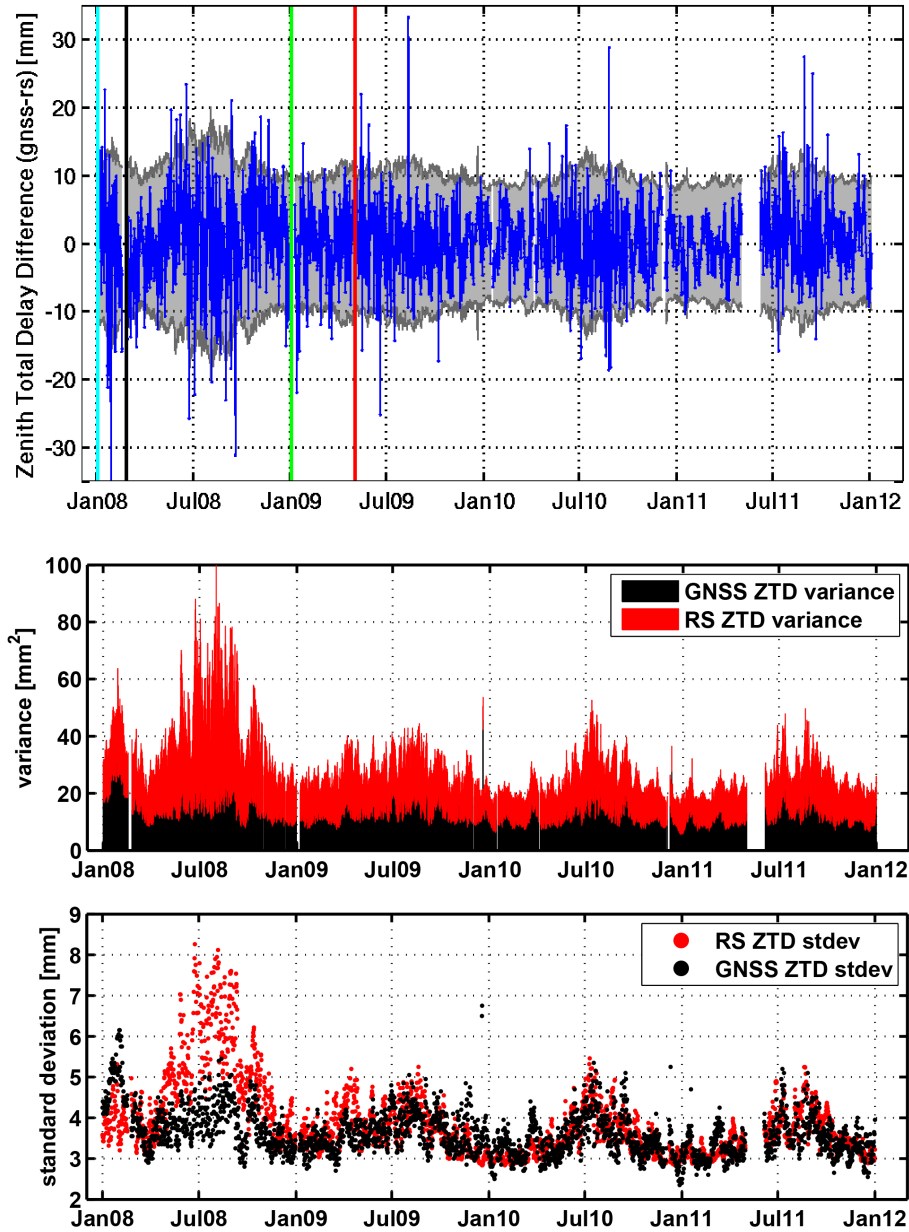 Zenith Total Delay Difference (gnss-rs) [mm]
30
20
10
0
-10
-20
-30
Jan08 Jul08 Jan09 Jul09 Jan10 Jul10 Jan11 Jul11 Jan12
variance [mm²]
100
80
60
40
20
0
GNSS ZTD variance
RS ZTD variance
Jan08 Jul08 Jan09 Jul09 Jan10 Jul10 Jan11 Jul11 Jan12
standard deviation [mm]
9
8
7
6
5
4
3
2
RS ZTD stdev
GNSS ZTD stdev
Jan08 Jul08 Jan09 Jul09 Jan10 Jul10 Jan11 Jul11 Jan12